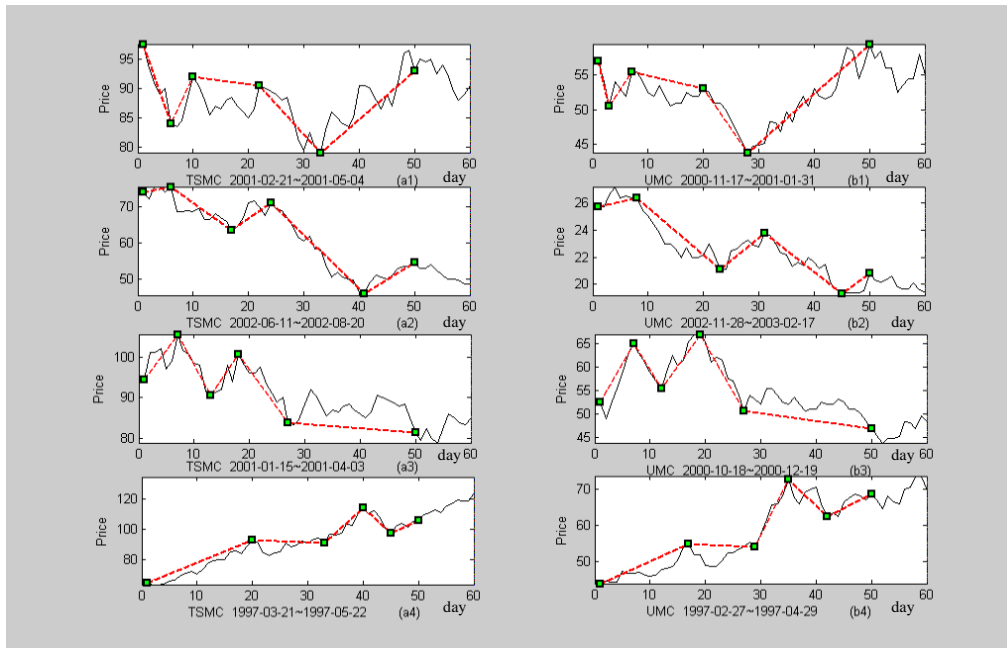 95
90
85
80
Price
0 10 20 30 40 50 60
TSMC 2001-02-21~2001-05-04 (a1) day
55
50
45
Price
0 10 20 30 40 50 60
UMC 2000-11-17~2001-01-31 (b1) day
70
60
50
Price
0 10 20 30 40 50 60
TSMC 2002-06-11~2002-08-20 (a2) day
26
24
22
20
Price
0 10 20 30 40 50 60
UMC 2002-11-28~2003-02-17 (b2) day
100
90
80
Price
0 10 20 30 40 50 60
TSMC 2001-01-15~2001-04-03 (a3) day
65
60
55
50
45
Price
0 10 20 30 40 50 60
UMC 2000-10-18~2000-12-19 (b3) day
120
100
80
Price
0 10 20 30 40 50 60
TSMC 1997-03-21~1997-05-22 (a4) day
70
60
50
Price
0 10 20 30 40 50 60
UMC 1997-02-27~1997-04-29 (b4) day